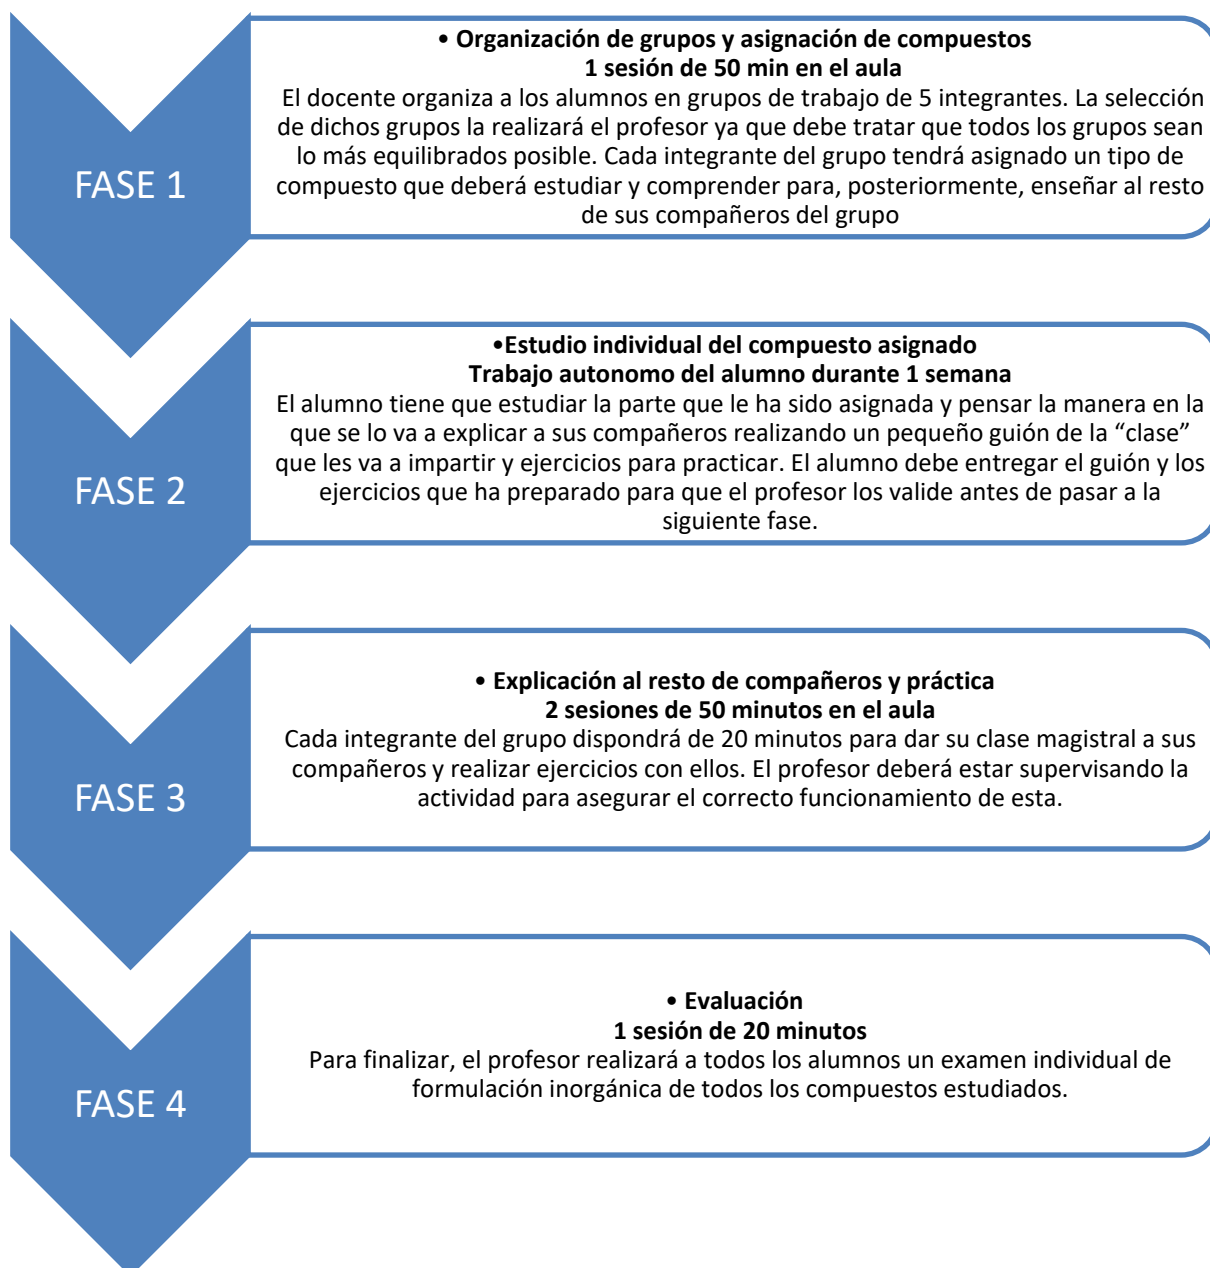 FASE 1
• Organización de grupos y asignación de compuestos
1 sesión de 50 min en el aula
El docente organiza a los alumnos en grupos de trabajo de 5 integrantes. La selección
de dichos grupos la realizará el profesor ya que debe tratar que todos los grupos sean
lo más equilibrados posible. Cada integrante del grupo tendrá asignado un tipo de
compuesto que deberá estudiar y comprender para, posteriormente, enseñar al resto
de sus compañeros del grupo
FASE 2
•Estudio individual del compuesto asignado
Trabajo autonomo del alumno durante 1 semana
El alumno tiene que estudiar la parte que le ha sido asignada y pensar la manera en la
que se lo va a explicar a sus compañeros realizando un pequeño guión de la “clase”
que les va a impartir y ejercicios para practicar. El alumno debe entregar el guión y los
ejercicios que ha preparado para que el profesor los valide antes de pasar a la
siguiente fase.
FASE 3
• Explicación al resto de compañeros y práctica
2 sesiones de 50 minutos en el aula
Cada integrante del grupo dispondrá de 20 minutos para dar su clase magistral a sus
compañeros y realizar ejercicios con ellos. El profesor deberá estar supervisando la
actividad para asegurar el correcto funcionamiento de esta.
FASE 4
• Evaluación
1 sesión de 20 minutos
Para finalizar, el profesor realizará a todos los alumnos un examen individual de
formulación inorgánica de todos los compuestos estudiados.